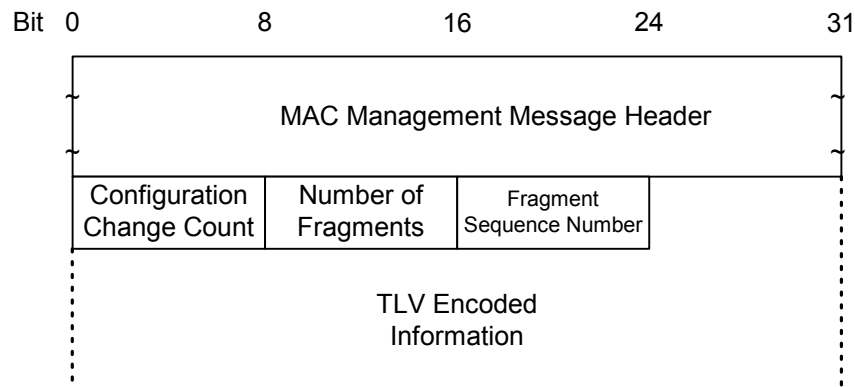 Bit 0 8 16 24 31
MAC Management Message Header
Configuration Number of Fragment
Change Count Fragments Sequence Number
TLV Encoded
Information